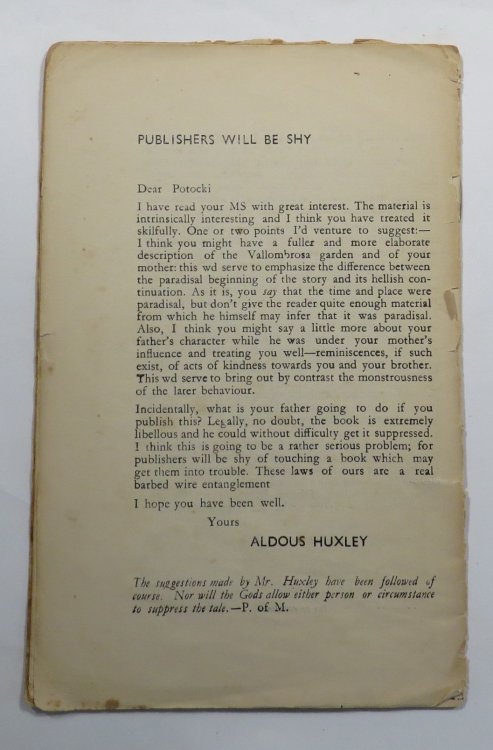 PUBLISHERS WILL BE SHY
Dear Potocki
I have read your MS with great interest. The material is
intrinsically interesting and I think you have treated it
skilfully. One or two points I'd venture to suggest:—
I think you might have a fuller and more elaborate
description of the Vallombrosa garden and of your
mother: this wd serve to emphasize the difference between
the paradisal beginning of the story and its hellish con-
tinuation. As it is, you say that the time and place were
paradisal, but don't give the reader quite enough material
from which he himself may infer that it was paradisal.
Also, I think you might say a little more about your
father's character while he was under your mother's
influence and treating you well—reminiscences, if such
exist, of acts of kindness towards you and your brother.
This wd serve to bring out by contrast the monstrousness
of the later behaviour.
Incidentally, what is your father going to do if you
publish this? Legally, no doubt, the book is extremely
libellous and he could without difficulty get it suppressed.
I think this is going to be a rather serious problem; for
publishers will be shy of touching a book which may
get them into trouble. These laws of ours are a real
barbed wire entanglement
I hope you have been well.
Yours
ALDOUS HUXLEY
The suggestions made by Mr. Huxley have been followed of
course. Nor will the Gods allow either person or circumstance
to suppress the tale.—P. of M.